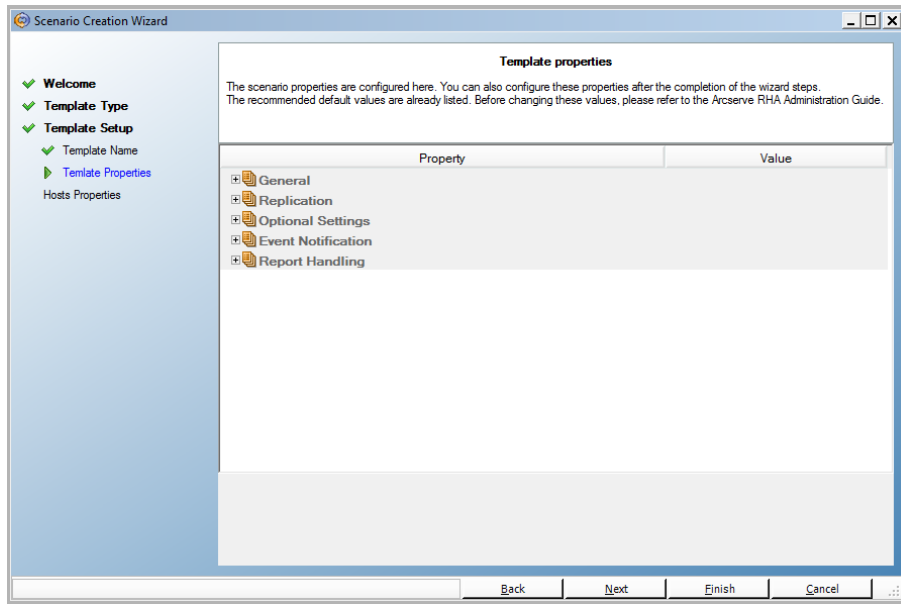 Scenario Creation Wizard
Welcome
Template Type
Template Setup
Template Name
Temlate Properties
Hosts Properties
Template properties
The scenario properties are configured here. You can also configure these properties after the completion of the wizard steps.
The recommended default values are already listed. Before changing these values, please refer to the Arcserve RHA Administration Guide.
Property Value
General
Replication
Optional Settings
Event Notification
Report Handling
Back Next Finish Cancel